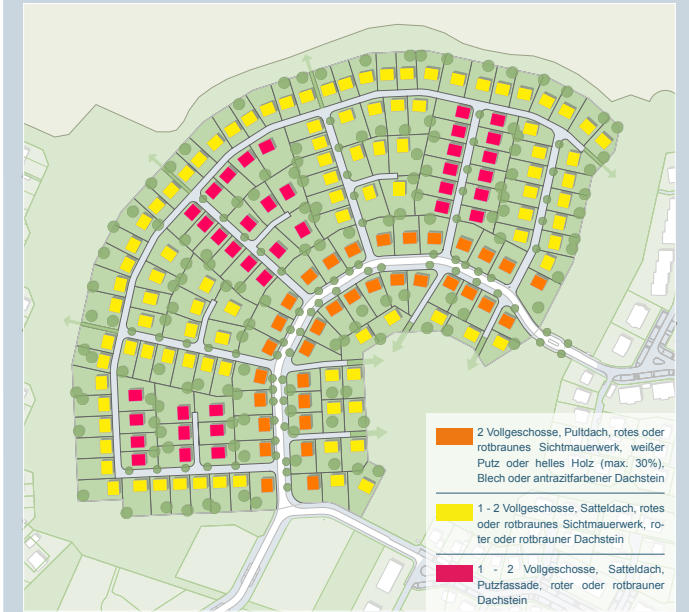 2 Vollgeschosse, Pultdach, rotes oder
rotbraunes Sichtmauerwerk, weißer
Putz oder helles Holz (max. 30%),
Blech oder antrazitfarbener Dachstein
1 - 2 Vollgeschosse, Satteldach, rotes
oder rotbraunes Sichtmauerwerk, ro-
ter oder rotbrauner Dachstein
1 - 2 Vollgeschosse, Satteldach,
Putzfassade, roter oder rotbrauner
Dachstein